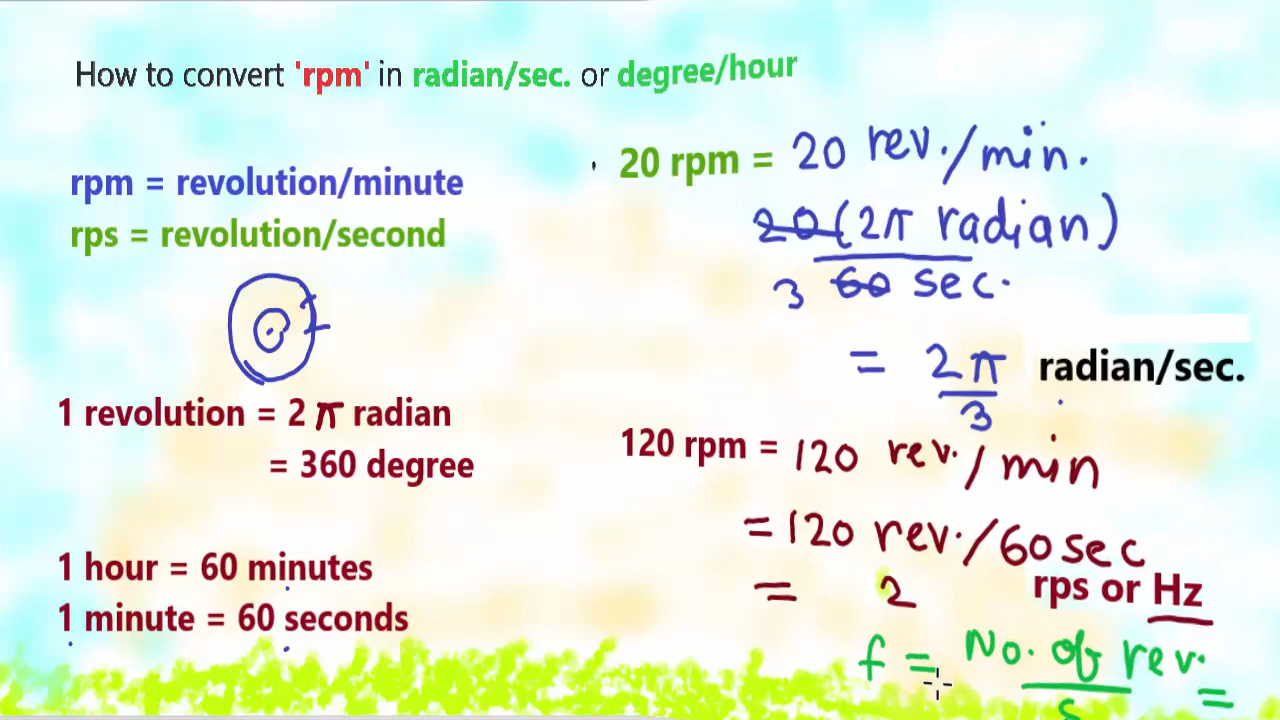 How to convert 'rpm' in radian/sec. or degree/hour
rpm = revolution/minute
rps = revolution/second
1 revolution = 2 π radian
= 360 degree
1 hour = 60 minutes
1 minute = 60 seconds
20 rpm = 20 rev./min.
20(2π radian)
3 60 sec.
= 2π radian/sec.
3
120 rpm = 120 rev./min
= 120 rev./60 sec
= 2 rps or Hz
f = No. of rev. =